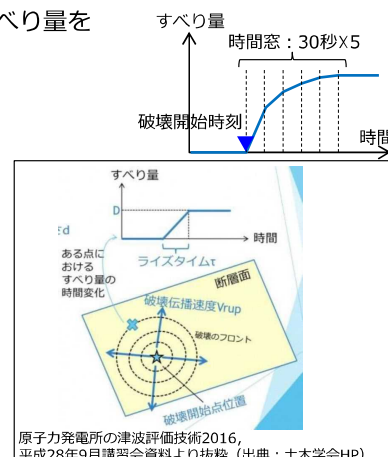 べり量を
すべり量
時間窓：30秒×5
破壊開始時刻
時間
すべり量
D
時間
ライズタイムτ
ある点に
おける
すべり量の
時間変化
断層面
破壊伝播速度Vrup
破壊のフロント
破壊開始点位置
原子力発電所の津波評価技術2016,
平成28年9月講習会資料より抜粋（出典：土木学会HP）